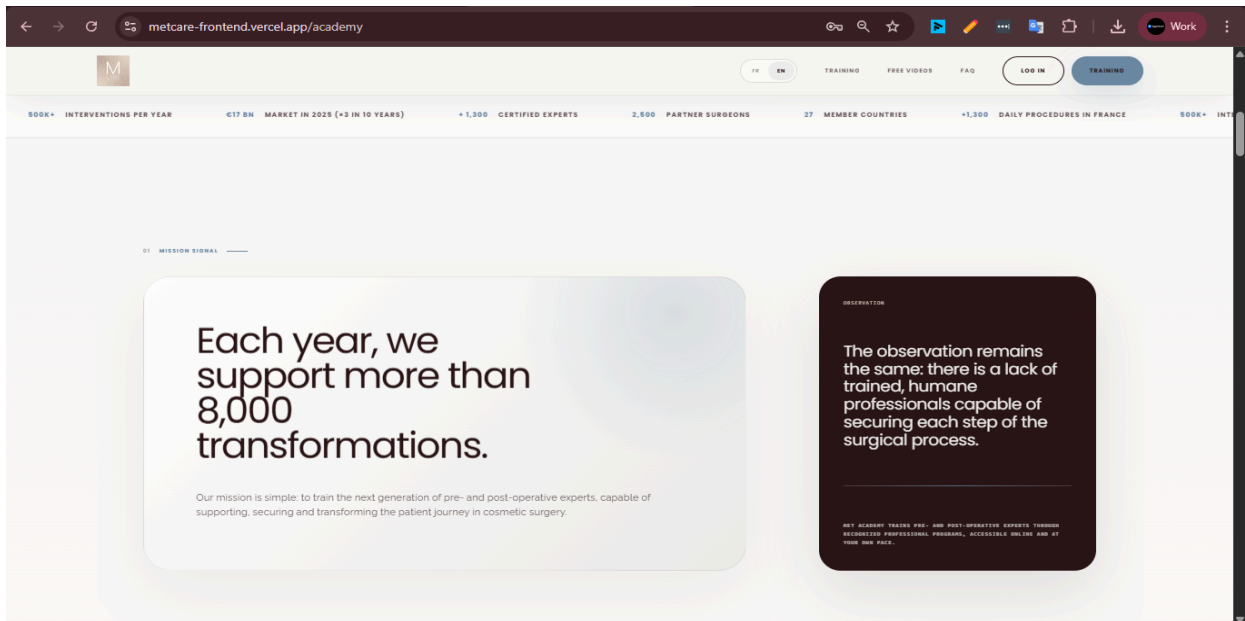 metcare-frontend.vercel.app/academy
Work
M
FR EN TRAINING FREE VIDEOS FAQ LOG IN TRAINING
500K+ INTERVENTIONS PER YEAR €17 BN MARKET IN 2025 (×3 IN 10 YEARS) +1,300 CERTIFIED EXPERTS 2,500 PARTNER SURGEONS 27 MEMBER COUNTRIES +1,300 DAILY PROCEDURES IN FRANCE 500K+ INTE
01 MISSION SIGNAL
Each year, we
support more than
8,000
transformations.
Our mission is simple: to train the next generation of pre- and post-operative experts, capable of
supporting, securing and transforming the patient journey in cosmetic surgery.
OBSERVATION
The observation remains
the same: there is a lack of
trained, humane
professionals capable of
securing each step of the
surgical process.
MET ACADEMY TRAINS PRE- AND POST-OPERATIVE EXPERTS THROUGH
RECOGNIZED PROFESSIONAL PROGRAMS, ACCESSIBLE ONLINE AND AT
YOUR OWN PACE.